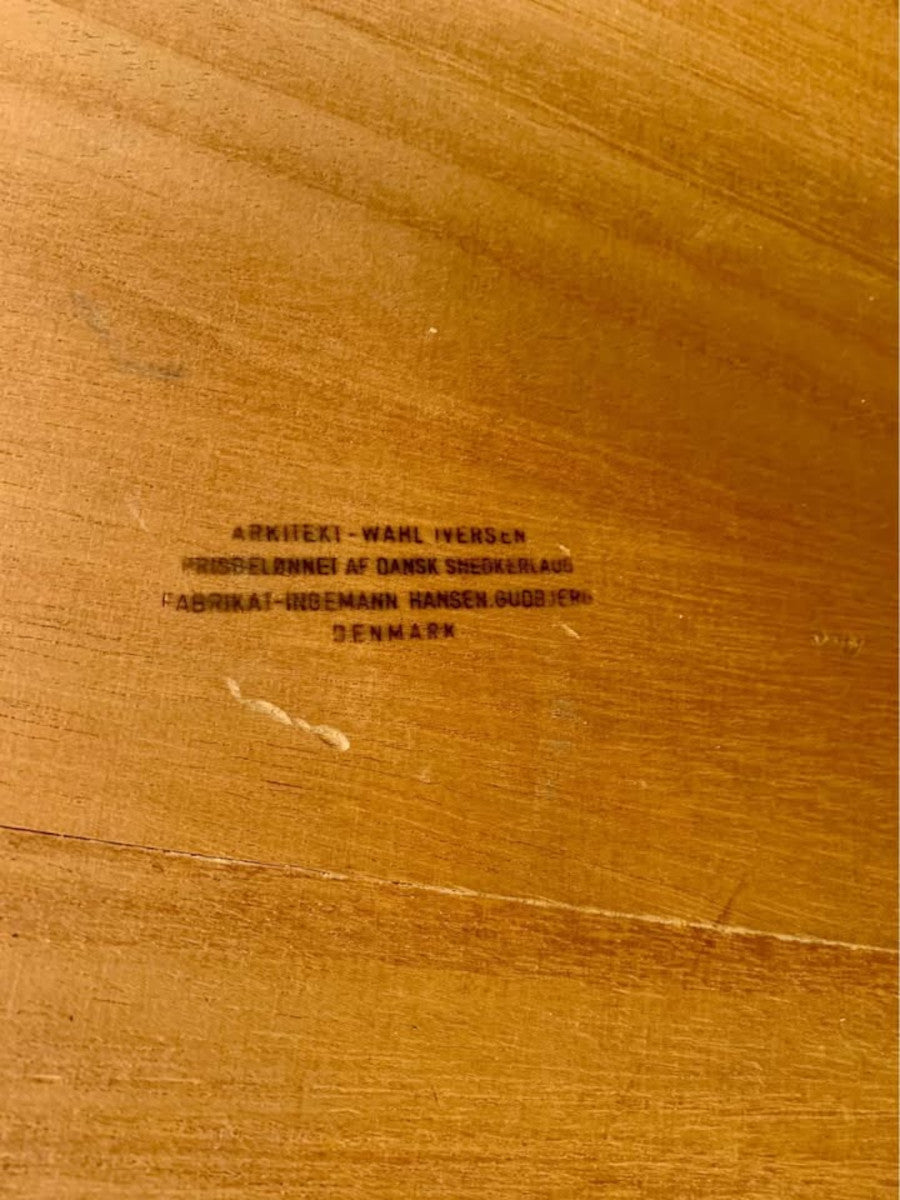 ARKITEKT-WAHL IVERSEN
PRISBELØNNET AF DANSK SNEDKERLAUG
FABRIKAT-INGEMANN HANSEN.GUDBJERG
DENMARK